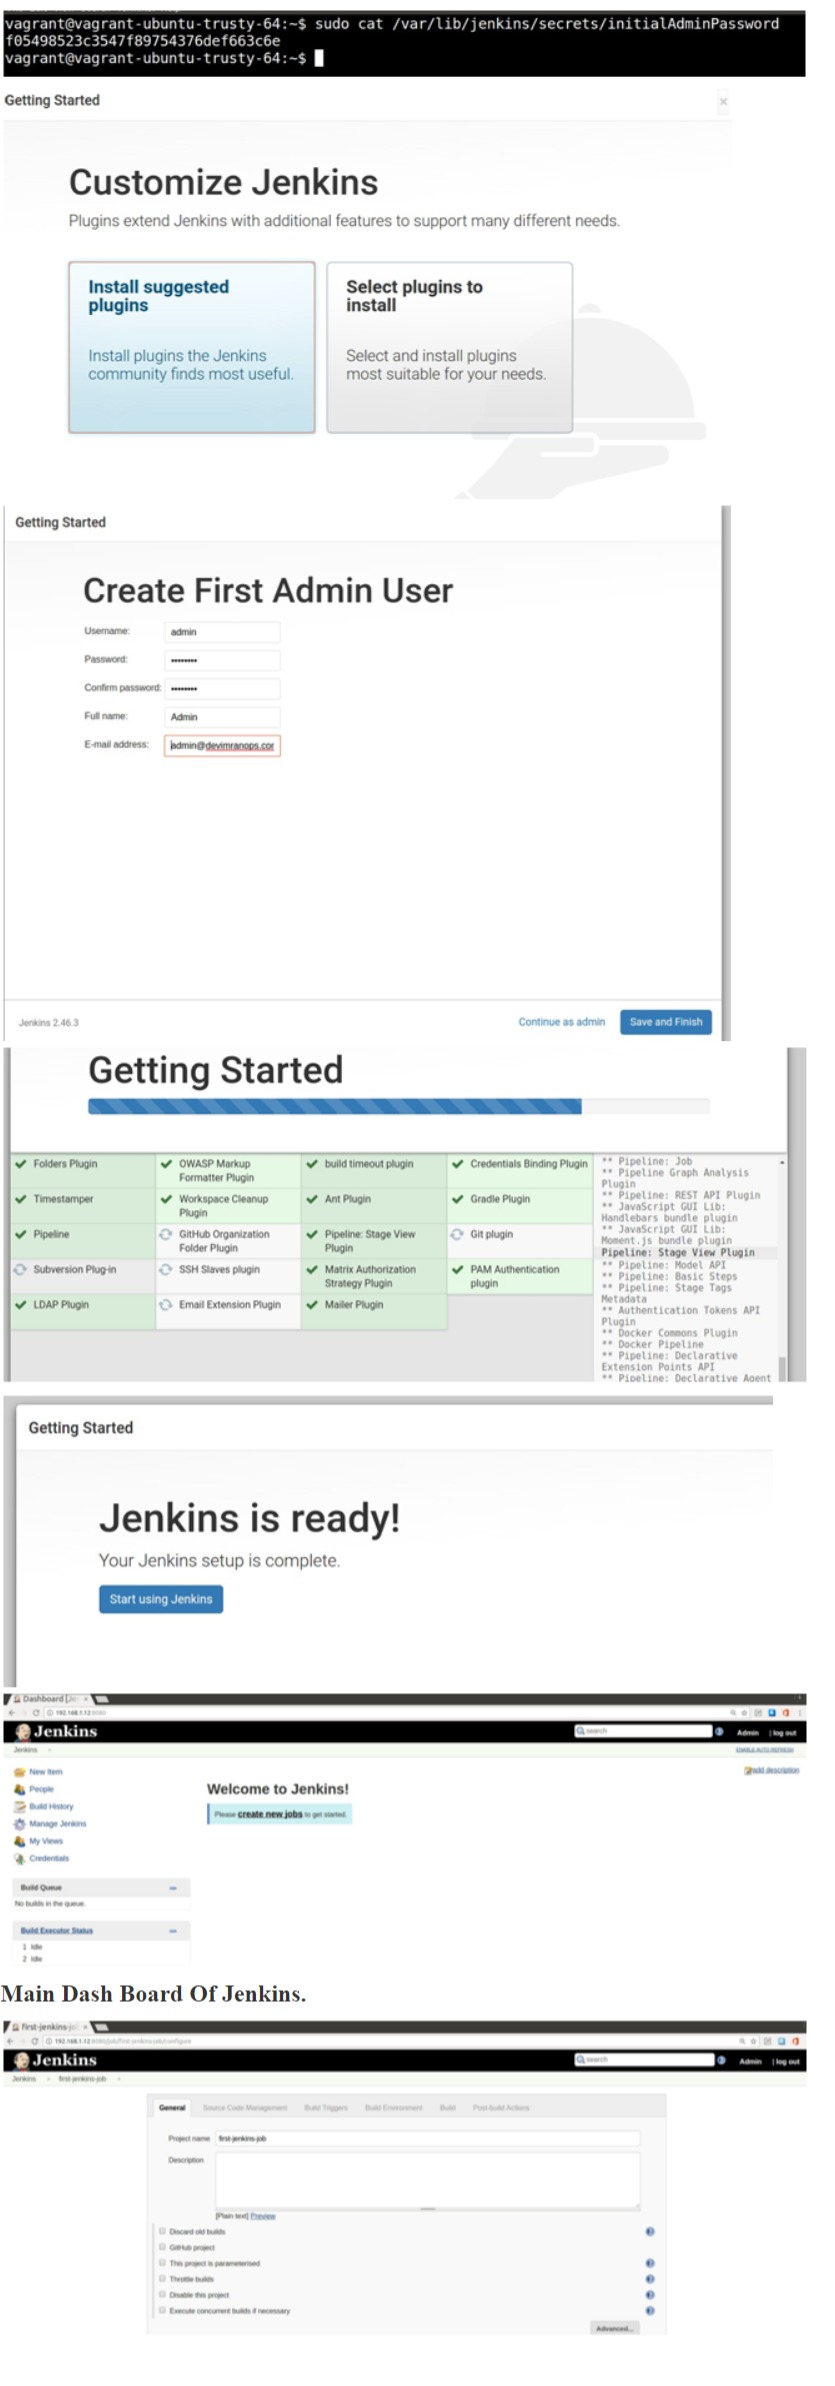 vagrant@vagrant-ubuntu-trusty-64:~$ sudo cat /var/lib/jenkins/secrets/initialAdminPassword
f05498523c3547f89754376def663c6e
vagrant@vagrant-ubuntu-trusty-64:~$
Getting Started
×
Customize Jenkins
Plugins extend Jenkins with additional features to support many different needs.
Install suggested
plugins
Install plugins the Jenkins
community finds most useful.
Select plugins to
install
Select and install plugins
most suitable for your needs.
Getting Started
Create First Admin User
Username: admin
Password: ••••••••
Confirm password: ••••••••
Full name: Admin
E-mail address: admin@devimranops.cor
Jenkins 2.46.3
Continue as admin
Save and Finish
Getting Started
Folders Plugin
OWASP Markup
Formatter Plugin
build timeout plugin
Credentials Binding Plugin
Timestamper
Workspace Cleanup
Plugin
Ant Plugin
Gradle Plugin
Pipeline
GitHub Organization
Folder Plugin
Pipeline: Stage View
Plugin
Git plugin
Subversion Plug-in
SSH Slaves plugin
Matrix Authorization
Strategy Plugin
PAM Authentication
plugin
LDAP Plugin
Email Extension Plugin
Mailer Plugin
** Pipeline: Job
** Pipeline Graph Analysis
Plugin
** Pipeline: REST API Plugin
** JavaScript GUI Lib:
Handlebars bundle plugin
** JavaScript GUI Lib:
Moment.js bundle plugin
Pipeline: Stage View Plugin
** Pipeline: Model API
** Pipeline: Basic Steps
** Pipeline: Stage Tags
Metadata
** Authentication Tokens API
Plugin
** Docker Commons Plugin
** Docker Pipeline
** Pipeline: Declarative
Extension Points API
** Pipeline: Declarative Agent
Getting Started
Jenkins is ready!
Your Jenkins setup is complete.
Start using Jenkins
Dashboard [Je
192.168.1.12:8080
Jenkins
search
Admin | log out
Jenkins
ENABLE AUTO REFRESH
New Item
People
Build History
Manage Jenkins
My Views
Credentials
add description
Welcome to Jenkins!
Please create new jobs to get started.
Build Queue
No builds in the queue.
Build Executor Status
1 Idle
2 Idle
Main Dash Board Of Jenkins.
first-jenkins-jo
192.168.1.12:8080/job/first-jenkins-job/configure
Jenkins
search
Admin | log out
Jenkins
first-jenkins-job
General
Source Code Management
Build Triggers
Build Environment
Build
Post-build Actions
Project name first-jenkins-job
Description
[Plain text] Preview
Discard old builds
GitHub project
This project is parameterised
Throttle builds
Disable this project
Execute concurrent builds if necessary
Advanced...